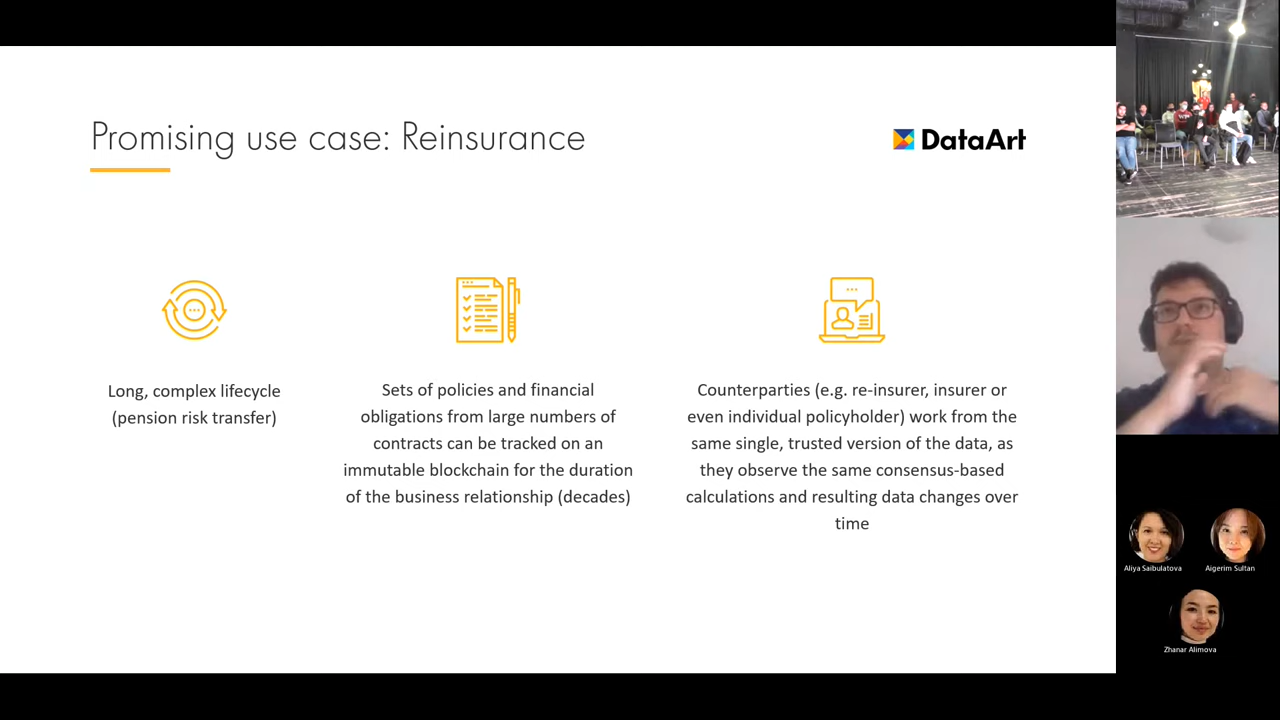 Promising use case: Reinsurance
DataArt
Long, complex lifecycle
(pension risk transfer)
Sets of policies and financial
obligations from large numbers of
contracts can be tracked on an
immutable blockchain for the duration
of the business relationship (decades)
Counterparties (e.g. re-insurer, insurer or
even individual policyholder) work from the
same single, trusted version of the data, as
they observe the same consensus-based
calculations and resulting data changes over
time
Aliya Saibulatova
Aigerim Sultan
Zhanar Alimova